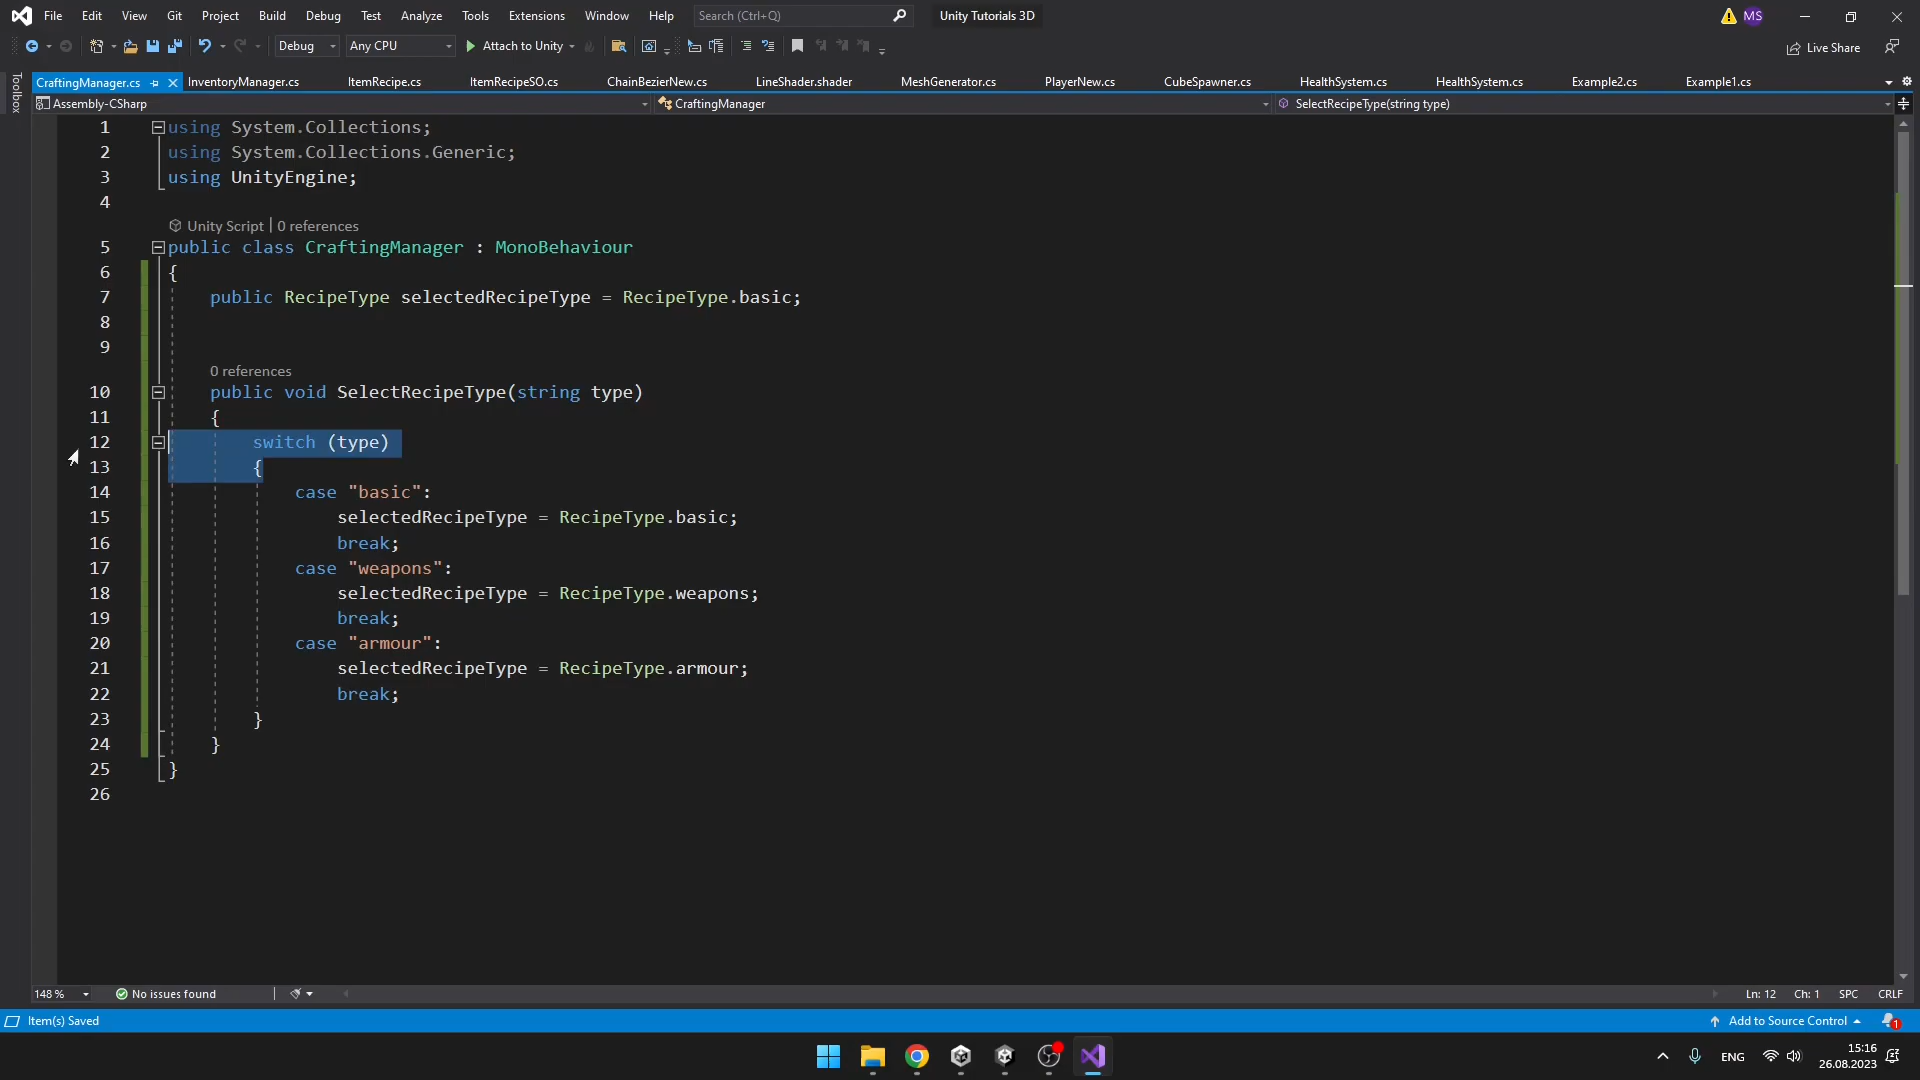 File Edit View Git Project Build Debug Test Analyze Tools Extensions Window Help Search (Ctrl+Q) Unity Tutorials 3D MS
Debug Any CPU Attach to Unity Live Share
Toolbox
CraftingManager.cs InventoryManager.cs ItemRecipe.cs ItemRecipeSO.cs ChainBezierNew.cs LineShader.shader MeshGenerator.cs PlayerNew.cs CubeSpawner.cs HealthSystem.cs HealthSystem.cs Example2.cs Example1.cs
Assembly-CSharp CraftingManager SelectRecipeType(string type)
1 using System.Collections;
2 using System.Collections.Generic;
3 using UnityEngine;
4
Unity Script | 0 references
5 public class CraftingManager : MonoBehaviour
6 {
7 public RecipeType selectedRecipeType = RecipeType.basic;
8
9
0 references
10 public void SelectRecipeType(string type)
11 {
12 switch (type)
13 {
14 case "basic":
15 selectedRecipeType = RecipeType.basic;
16 break;
17 case "weapons":
18 selectedRecipeType = RecipeType.weapons;
19 break;
20 case "armour":
21 selectedRecipeType = RecipeType.armour;
22 break;
23 }
24 }
25 }
26
148 % No issues found Ln: 12 Ch: 1 SPC CRLF
Item(s) Saved Add to Source Control 1
ENG 15:16
26.08.2023